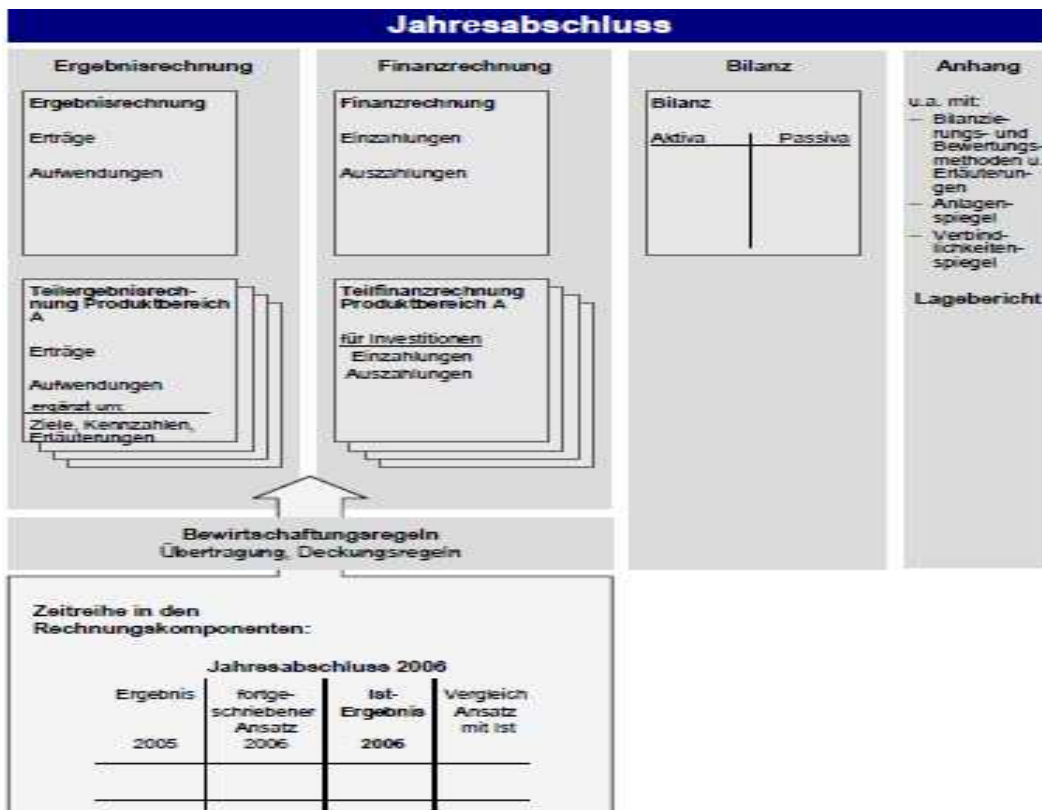 Jahresabschluss
Ergebnisrechnung
Ergebnisrechnung
Erträge
Aufwendungen
Teilergebnisrech-
nung Produktbereich
A
Erträge
Aufwendungen
ergänzt um:
Ziele, Kennzahlen,
Erläuterungen
Finanzrechnung
Finanzrechnung
Einzahlungen
Auszahlungen
Teilfinanzrechnung
Produktbereich A
für Investitionen
Einzahlungen
Auszahlungen
Bilanz
Bilanz
Aktiva
Passiva
Anhang
u.a. mit:
– Bilanzie-
rungs- und
Bewertungs-
methoden u.
Erläuterun-
gen
– Anlagen-
spiegel
– Verbind-
lichkeiten-
spiegel
Lagebericht
Bewirtschaftungsregeln
Übertragung, Deckungsregeln
Zeitreihe in den
Rechnungskomponenten:
Jahresabschluss 2006
Ergebnis
2005
fortge-
schriebener
Ansatz
2006
Ist-
Ergebnis
2006
Vergleich
Ansatz
mit Ist